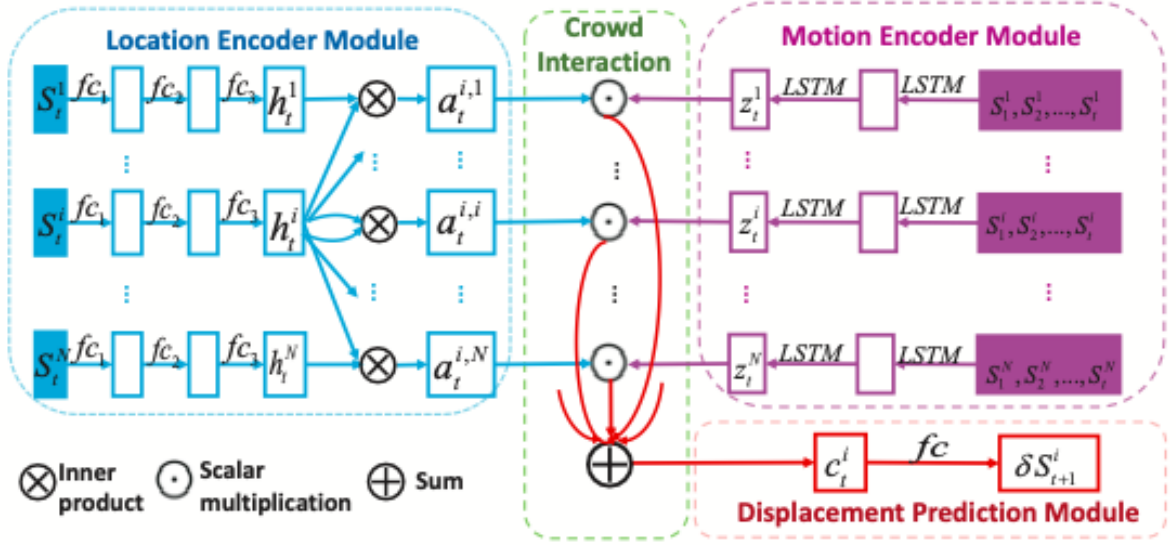 Location Encoder Module
Crowd
Interaction
Motion Encoder Module
S_t^1 fc_1 fc_2 fc_3 h_t^1 ⊗ a_t^{i,1} ⊙ z_t^1 LSTM LSTM S_1^1, S_2^1,..., S_t^1
S_t^i fc_1 fc_2 fc_3 h_t^i ⊗ a_t^{i,i} ⊙ z_t^i LSTM LSTM S_1^i, S_2^i,..., S_t^i
S_t^N fc_1 fc_2 fc_3 h_t^N ⊗ a_t^{i,N} ⊙ z_t^N LSTM LSTM S_1^N, S_2^N,..., S_t^N
⊕ c_t^i fc δS_{t+1}^i
⊗ Inner
product
⊙ Scalar
multiplication
⊕ Sum
Displacement Prediction Module